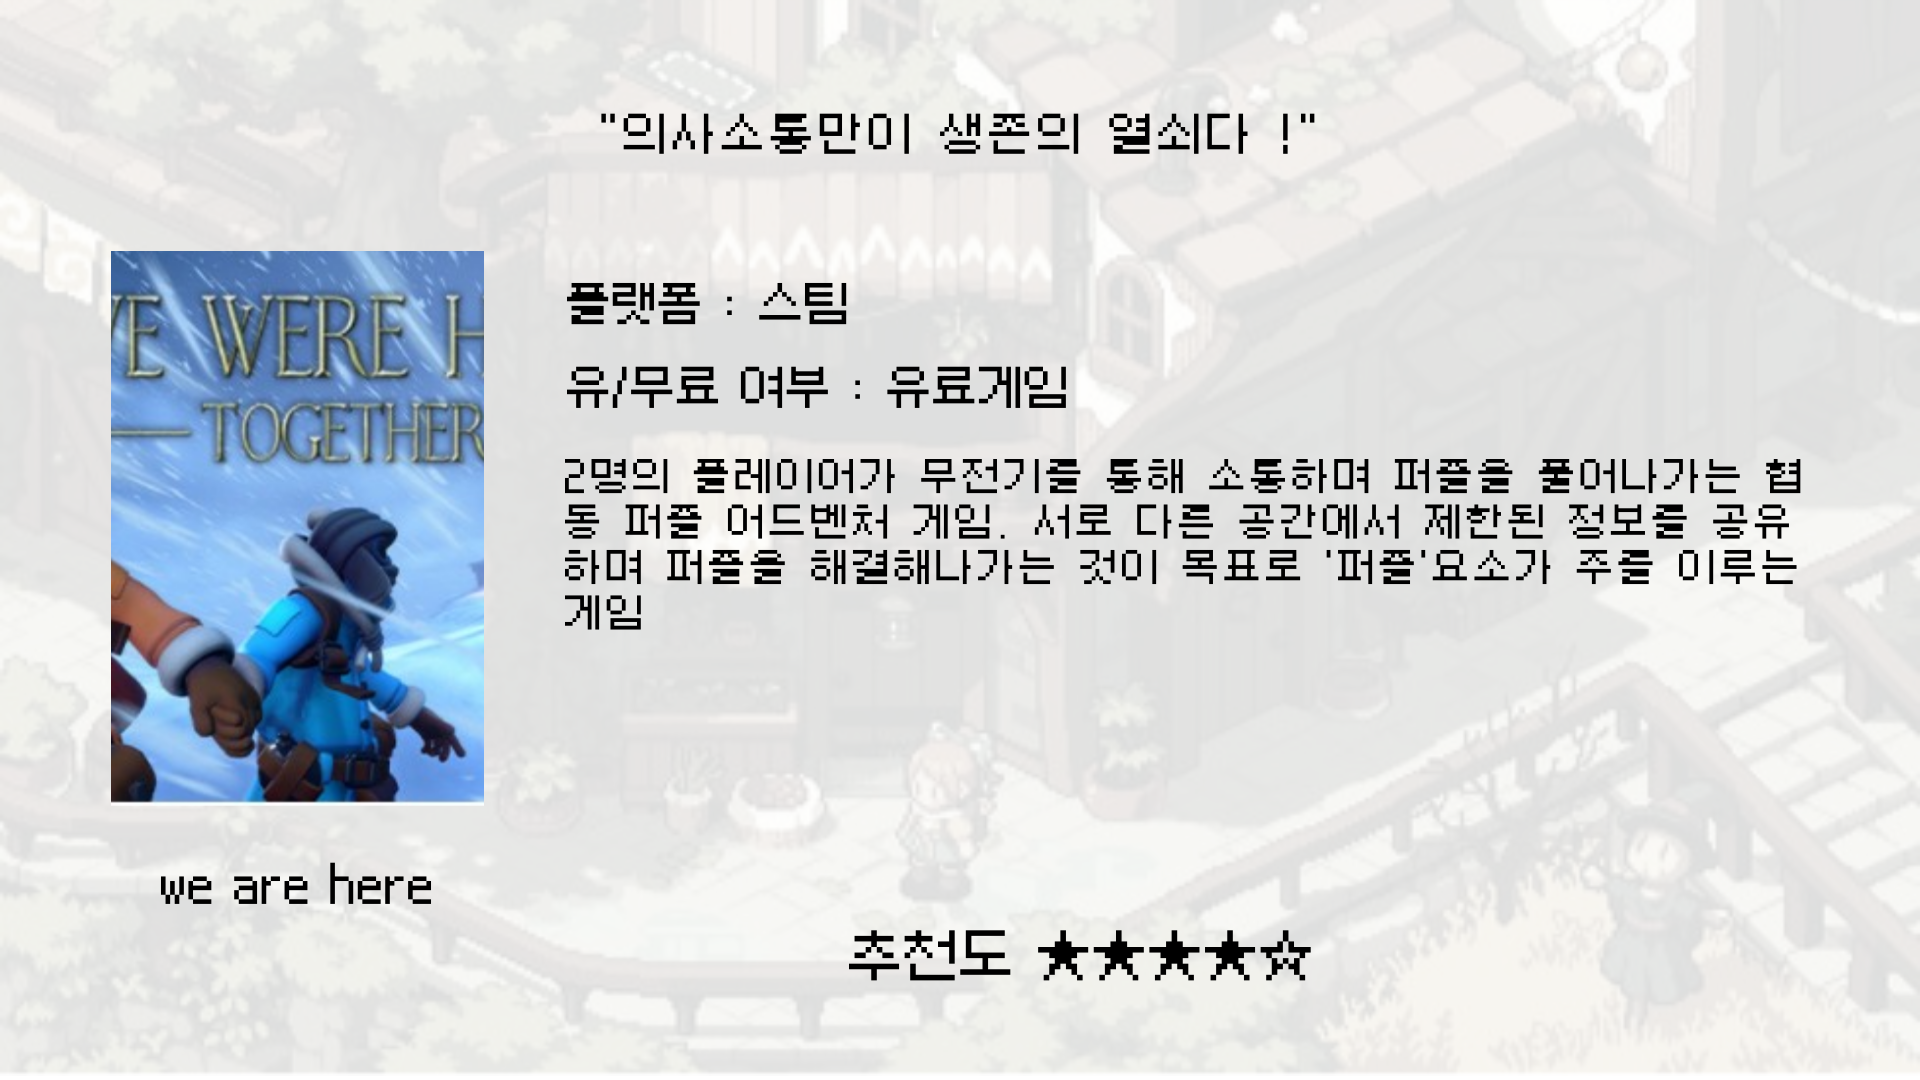 "의사소통만이 생존의 열쇠다 !"
VE WERE H
TOGETHER
플랫폼 : 스팀
유/무료 여부 : 유료게임
2명의 플레이어가 무전기를 통해 소통하며 퍼즐을 풀어나가는 협
동 퍼즐 어드벤처 게임. 서로 다른 공간에서 제한된 정보를 공유
하며 퍼즐을 해결해나가는 것이 목표로 '퍼즐'요소가 주를 이루는
게임
we are here
추천도 ★★★★☆